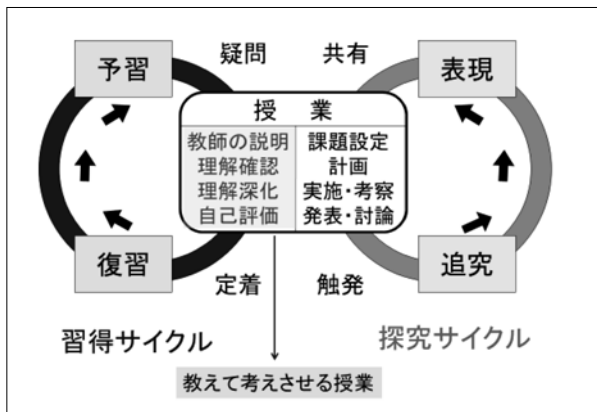 予習
疑問
共有
表現
授 業
教師の説明
理解確認
理解深化
自己評価
課題設定
計画
実施・考察
発表・討論
復習
定着
触発
追究
習得サイクル
探究サイクル
教えて考えさせる授業